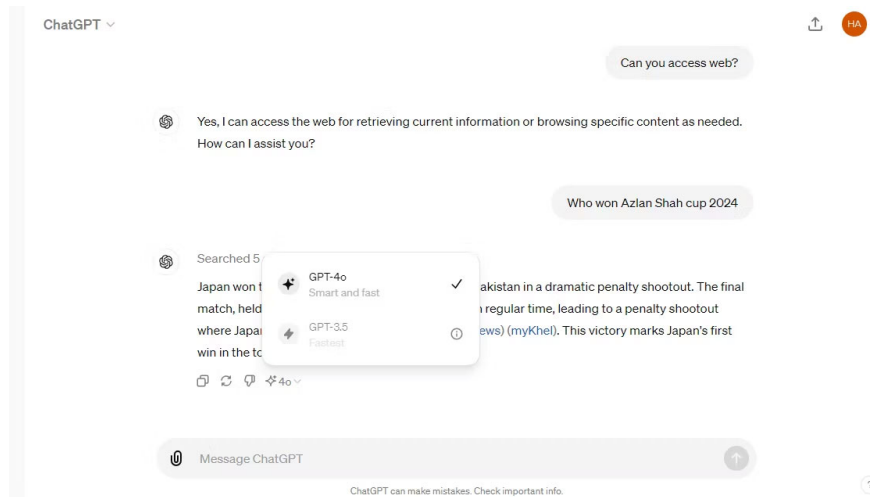 ChatGPT
HA
Can you access web?
Yes, I can access the web for retrieving current information or browsing specific content as needed.
How can I assist you?
Who won Azlan Shah cup 2024
Searched 5
Japan won t
akistan in a dramatic penalty shootout. The final
match, held
regular time, leading to a penalty shootout
where Japa
ews) (myKhel). This victory marks Japan's first
win in the to
GPT-4o
Smart and fast
GPT-3.5
Fastest
4o
Message ChatGPT
ChatGPT can make mistakes. Check important info.
?